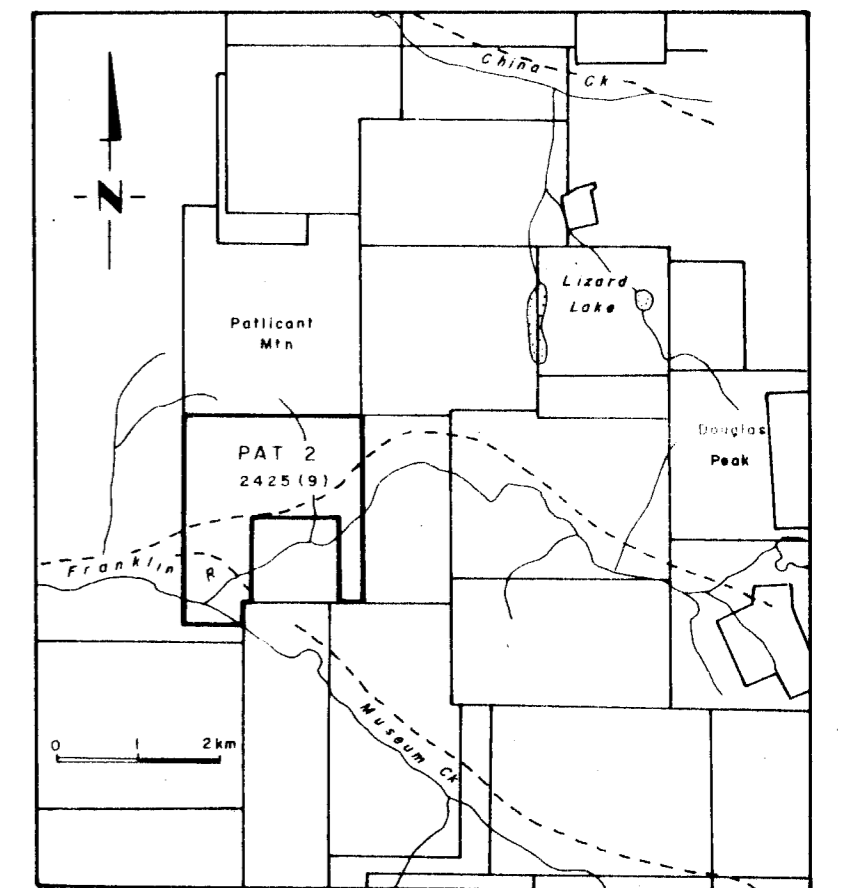 China Ck
N
Lizard
Lake
Patlicant
Mtn
Douglas
Peak
PAT 2
2425 (9)
Franklin R
0 1 2 km
Museum Ck